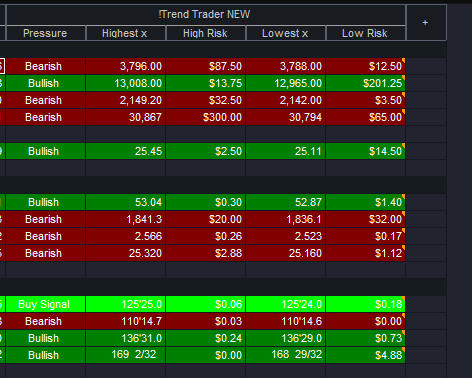 !Trend Trader NEW
+
Pressure Highest x High Risk Lowest x Low Risk
Bearish 3,796.00 $87.50 3,788.00 $12.50
Bullish 13,008.00 $13.75 12,965.00 $201.25
Bearish 2,149.20 $32.50 2,142.00 $3.50
Bearish 30,867 $300.00 30,794 $65.00
Bullish 25.45 $2.50 25.11 $14.50
Bullish 53.04 $0.30 52.87 $1.40
Bearish 1,841.3 $20.00 1,836.1 $32.00
Bearish 2.566 $0.26 2.523 $0.17
Bearish 25.320 $2.88 25.160 $1.12
Buy Signal 125'25.0 $0.06 125'24.0 $0.18
Bearish 110'14.7 $0.03 110'14.6 $0.00
Bullish 136'31.0 $0.24 136'29.0 $0.73
Bullish 169 2/32 $0.00 168 29/32 $4.88